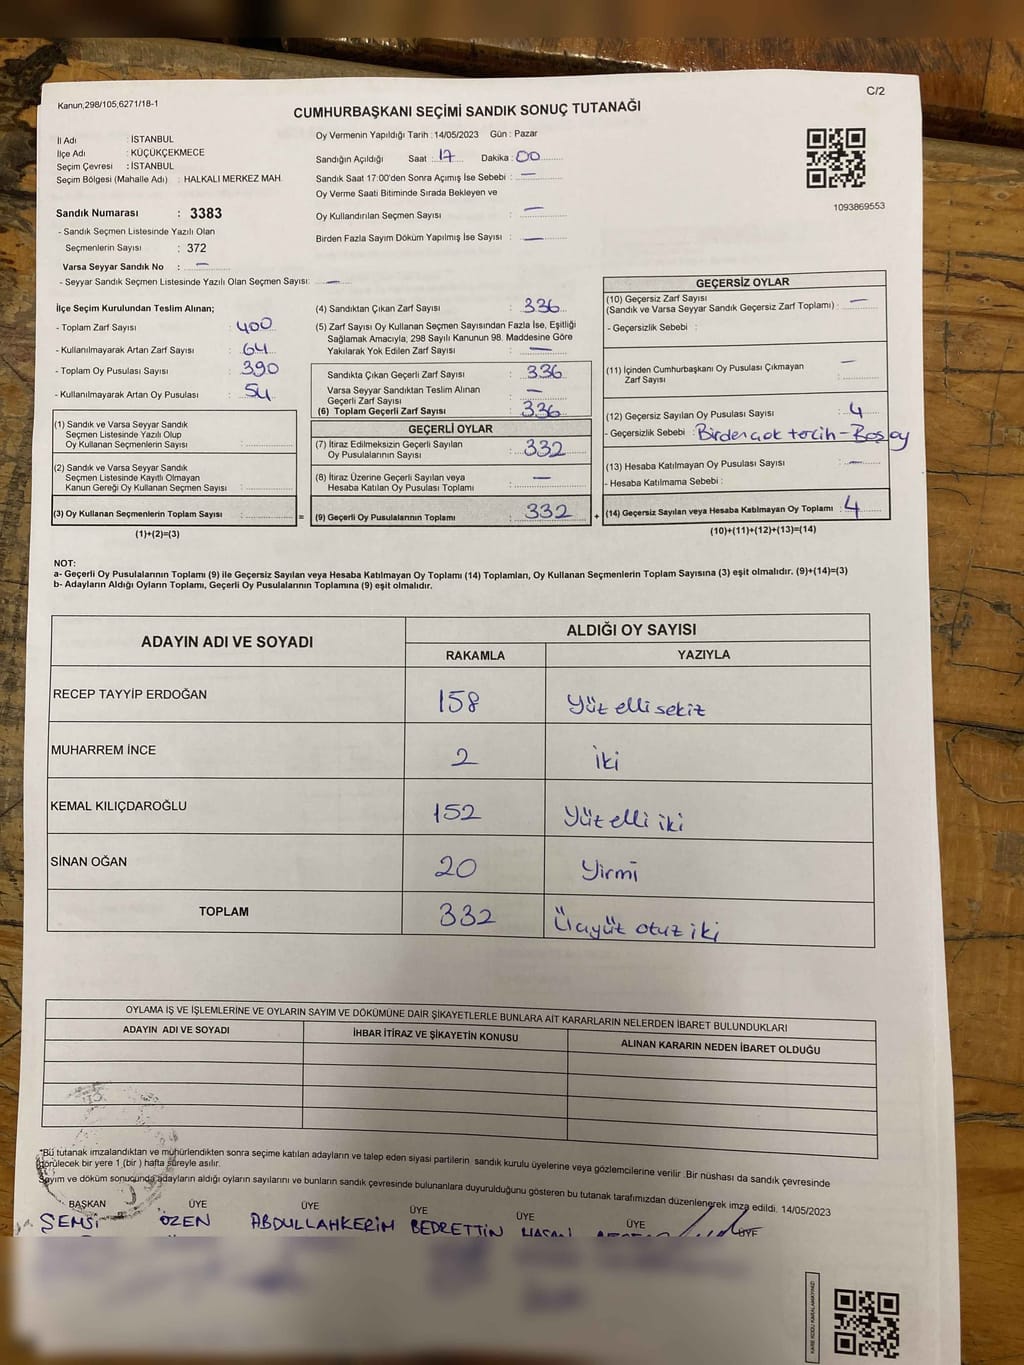 Kanun,298/105;6271/18-1
C/2
CUMHURBAŞKANI SEÇİMİ SANDIK SONUÇ TUTANAĞI
İl Adı : İSTANBUL
İlçe Adı : KÜÇÜKÇEKMECE
Seçim Çevresi : İSTANBUL
Seçim Bölgesi (Mahalle Adı) : HALKALI MERKEZ MAH.
Oy Vermenin Yapıldığı Tarih : 14/05/2023 Gün : Pazar
Sandığın Açıldığı Saat : 17 Dakika : 00
Sandık Saat 17:00'den Sonra Açımış İse Sebebi : —
Oy Verme Saati Bitiminde Sırada Bekleyen ve
Oy Kullandırılan Seçmen Sayısı : —
Birden Fazla Sayım Döküm Yapılmış İse Sayısı : —
1093869553
Sandık Numarası : 3383
- Sandık Seçmen Listesinde Yazılı Olan
Seçmenlerin Sayısı : 372
Varsa Seyyar Sandık No : —
- Seyyar Sandık Seçmen Listesinde Yazılı Olan Seçmen Sayısı: —
İlçe Seçim Kurulundan Teslim Alınan;
- Toplam Zarf Sayısı : 400
- Kullanılmayarak Artan Zarf Sayısı : 64
- Toplam Oy Pusulası Sayısı : 390
- Kullanılmayarak Artan Oy Pusulası : 54
(1) Sandık ve Varsa Seyyar Sandık
Seçmen Listesinde Yazılı Olup
Oy Kullanan Seçmenlerin Sayısı :
(2) Sandık ve Varsa Seyyar Sandık
Seçmen Listesinde Kayıtlı Olmayan
Kanun Gereği Oy Kullanan Seçmen Sayısı :
(3) Oy Kullanan Seçmenlerin Toplam Sayısı :
(1)+(2)=(3)
=
(4) Sandıktan Çıkan Zarf Sayısı : 336
(5) Zarf Sayısı Oy Kullanan Seçmen Sayısından Fazla İse, Eşitliği
Sağlamak Amacıyla; 298 Sayılı Kanunun 98. Maddesine Göre
Yakılarak Yok Edilen Zarf Sayısı : —
Sandıkta Çıkan Geçerli Zarf Sayısı : 336
Varsa Seyyar Sandıktan Teslim Alınan
Geçerli Zarf Sayısı : —
(6) Toplam Geçerli Zarf Sayısı : 336
GEÇERLİ OYLAR
(7) İtiraz Edilmeksizin Geçerli Sayılan
Oy Pusulalarının Sayısı : 332
(8) İtiraz Üzerine Geçerli Sayılan veya
Hesaba Katılan Oy Pusulası Toplamı : —
(9) Geçerli Oy Pusulalarının Toplamı : 332
+
GEÇERSİZ OYLAR
(10) Geçersiz Zarf Sayısı
(Sandık ve Varsa Seyyar Sandık Geçersiz Zarf Toplamı) : —
- Geçersizlik Sebebi :
(11) İçinden Cumhurbaşkanı Oy Pusulası Çıkmayan
Zarf Sayısı : —
(12) Geçersiz Sayılan Oy Pusulası Sayısı : 4
- Geçersizlik Sebebi : Birden çok tercih - Boş oy
(13) Hesaba Katılmayan Oy Pusulası Sayısı : —
- Hesaba Katılmama Sebebi :
(14) Geçersiz Sayılan veya Hesaba Katılmayan Oy Toplamı : 4
(10)+(11)+(12)+(13)=(14)
NOT:
a- Geçerli Oy Pusulalarının Toplamı (9) ile Geçersiz Sayılan veya Hesaba Katılmayan Oy Toplamı (14) Toplamları, Oy Kullanan Seçmenlerin Toplam Sayısına (3) eşit olmalıdır. (9)+(14)=(3)
b- Adayların Aldığı Oyların Toplamı, Geçerli Oy Pusulalarının Toplamına (9) eşit olmalıdır.
ADAYIN ADI VE SOYADI
ALDIĞI OY SAYISI
RAKAMLA YAZIYLA
RECEP TAYYİP ERDOĞAN 158 Yüz elli sekiz
MUHARREM İNCE 2 iki
KEMAL KILIÇDAROĞLU 152 Yüz elli iki
SİNAN OĞAN 20 Yirmi
TOPLAM 332 Üçyüz otuz iki
OYLAMA İŞ VE İŞLEMLERİNE VE OYLARIN SAYIM VE DÖKÜMÜNE DAİR ŞİKAYETLERLE BUNLARA AİT KARARLARIN NELERDEN İBARET BULUNDUKLARI
ADAYIN ADI VE SOYADI İHBAR İTİRAZ VE ŞİKAYETİN KONUSU ALINAN KARARIN NEDEN İBARET OLDUĞU
*Bu tutanak imzalandıktan ve mühürlendikten sonra seçime katılan adayların ve talep eden siyasi partilerin sandık kurulu üyelerine veya gözlemcilerine verilir .Bir nüshası da sandık çevresinde
görülecek bir yere 1 (bir ) hafta süreyle asılır.
Sayım ve döküm sonucunda adayların aldığı oyların sayılarını ve bunların sandık çevresinde bulunanlara duyurulduğunu gösteren bu tutanak tarafımızdan düzenlenerek imza edildi. 14/05/2023
BAŞKAN ÜYE ÜYE ÜYE ÜYE ÜYE ÜYE
ŞEMSİ ÖZEN ABDULLAHKERİM BEDRETTİN HASAN